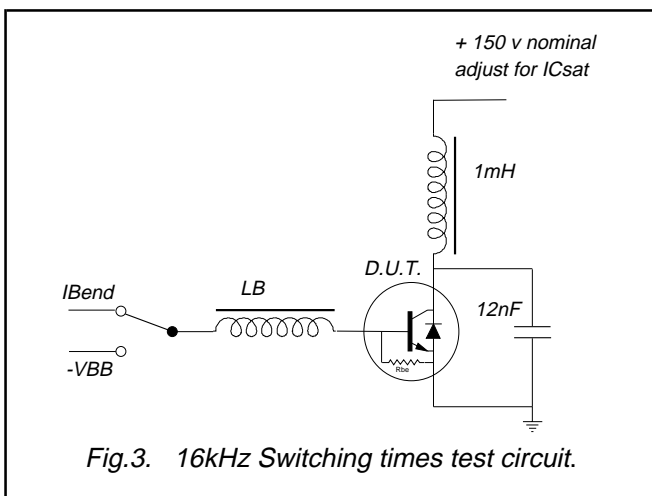 + 150 v nominal
adjust for ICsat
1mH
D.U.T.
LB
IBend
12nF
-VBB
Rbe
Fig.3. 16kHz Switching times test circuit.